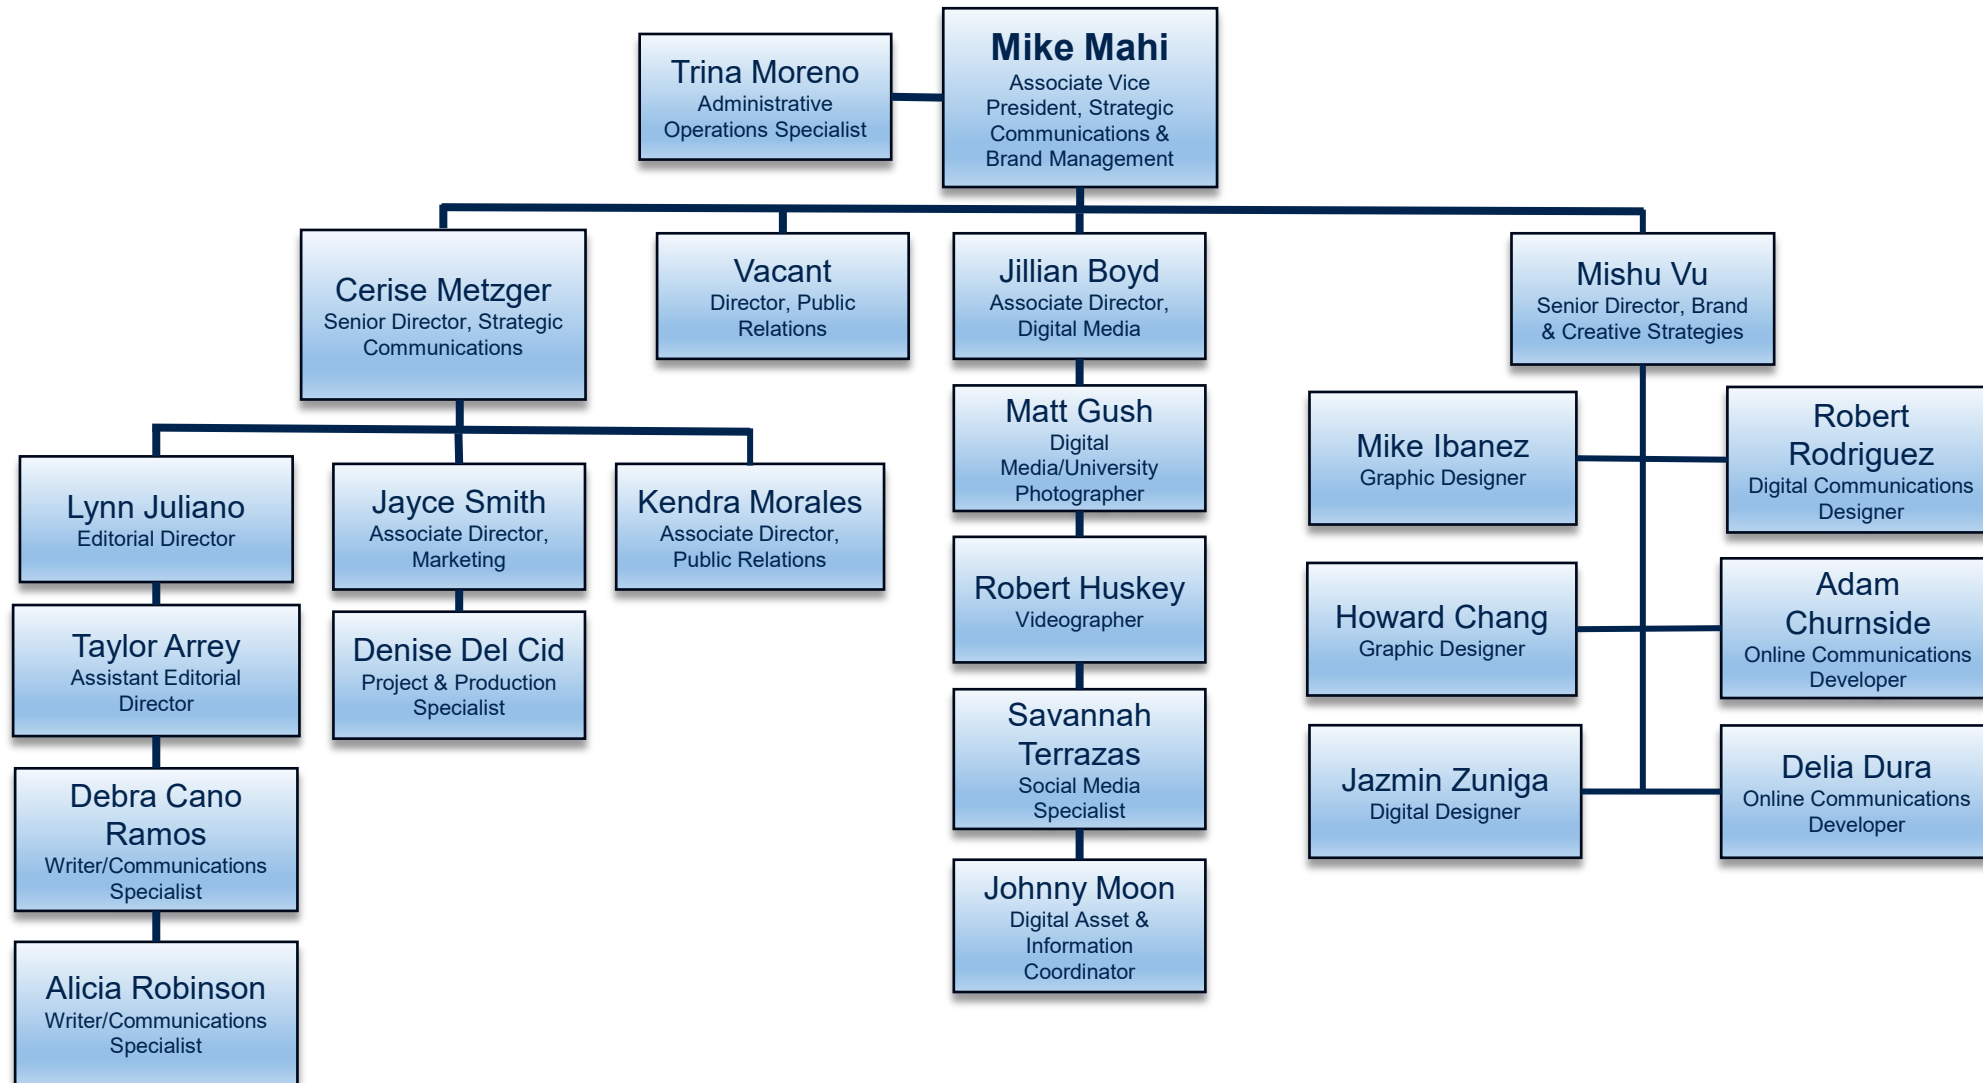 Mike Mahi
Associate Vice
President, Strategic
Communications &
Brand Management
Trina Moreno
Administrative
Operations Specialist
Cerise Metzger
Senior Director, Strategic
Communications
Vacant
Director, Public
Relations
Jillian Boyd
Associate Director,
Digital Media
Mishu Vu
Senior Director, Brand
& Creative Strategies
Lynn Juliano
Editorial Director
Taylor Arrey
Assistant Editorial
Director
Debra Cano
Ramos
Writer/Communications
Specialist
Alicia Robinson
Writer/Communications
Specialist
Jayce Smith
Associate Director,
Marketing
Denise Del Cid
Project & Production
Specialist
Kendra Morales
Associate Director,
Public Relations
Matt Gush
Digital
Media/University
Photographer
Robert Huskey
Videographer
Savannah
Terrazas
Social Media
Specialist
Johnny Moon
Digital Asset &
Information
Coordinator
Mike Ibanez
Graphic Designer
Robert
Rodriguez
Digital Communications
Designer
Howard Chang
Graphic Designer
Adam
Churnside
Online Communications
Developer
Jazmin Zuniga
Digital Designer
Delia Dura
Online Communications
Developer